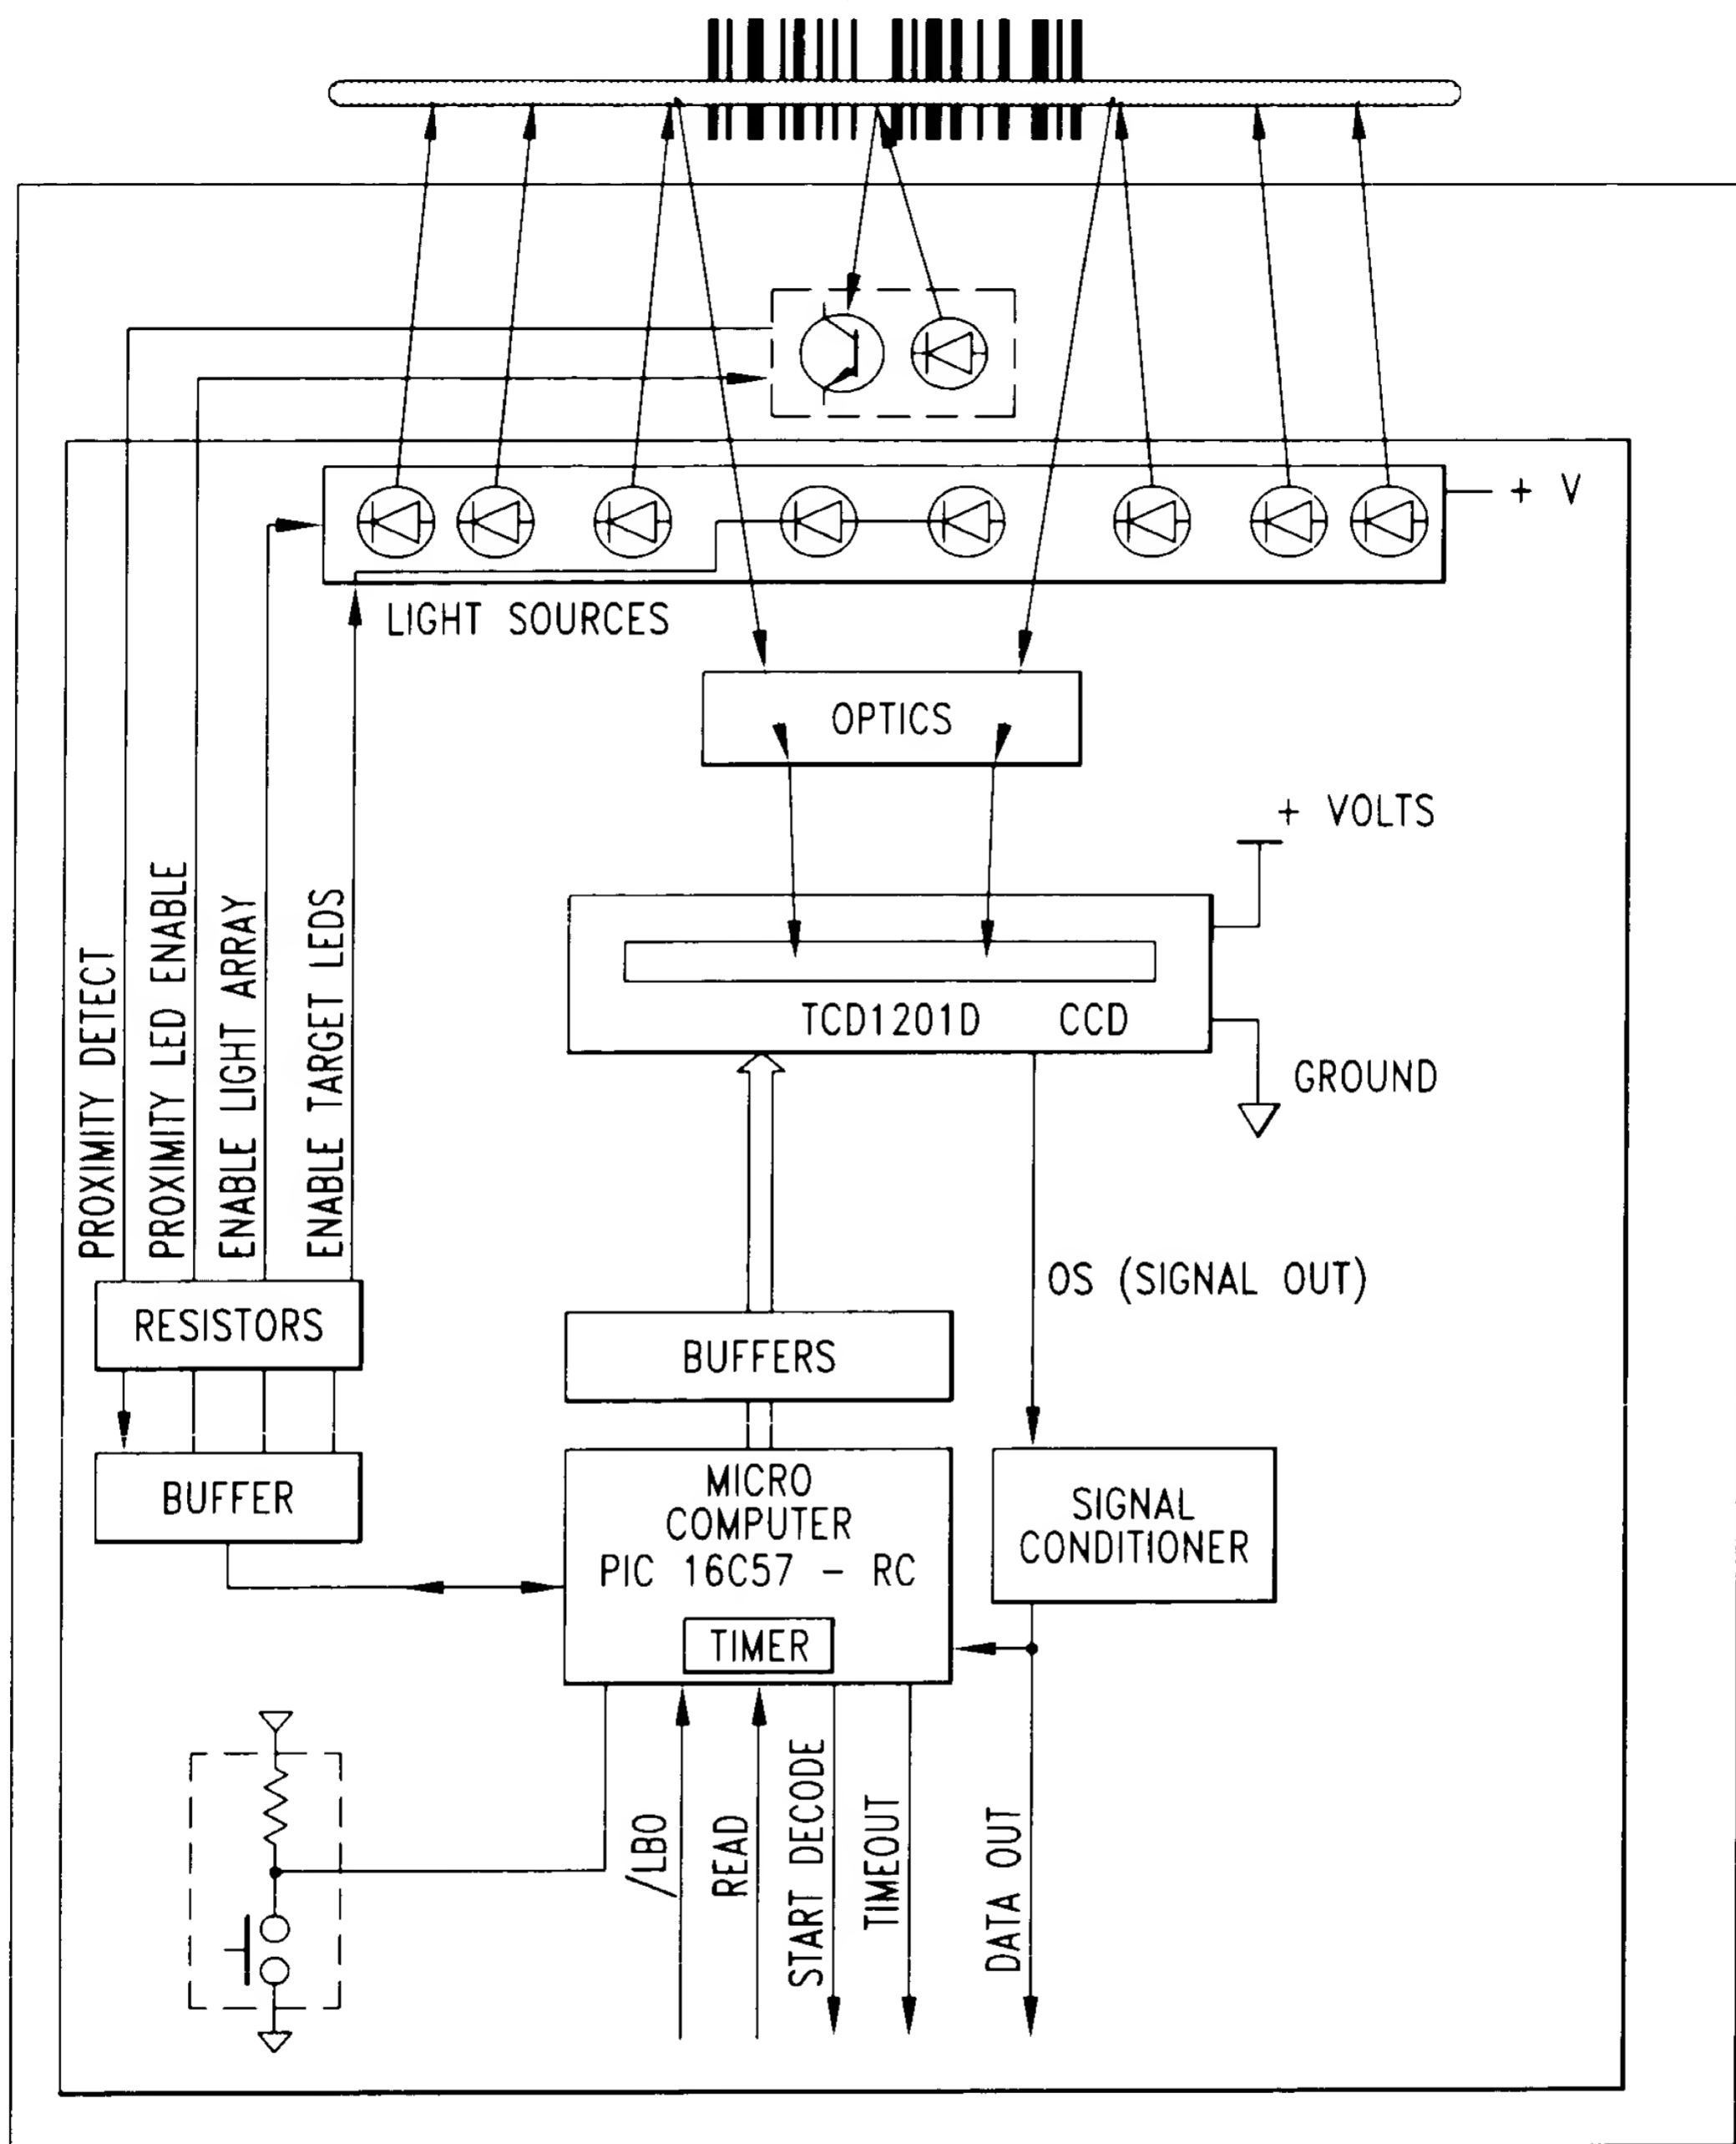 + V
LIGHT SOURCES
OPTICS
+ VOLTS
TCD1201D CCD
GROUND
PROXIMITY DETECT
PROXIMITY LED ENABLE
ENABLE LIGHT ARRAY
ENABLE TARGET LEDS
OS (SIGNAL OUT)
RESISTORS
BUFFERS
BUFFER
MICRO
COMPUTER
PIC 16C57 - RC
TIMER
SIGNAL
CONDITIONER
/LBO
READ
START DECODE
TIMEOUT
DATA OUT